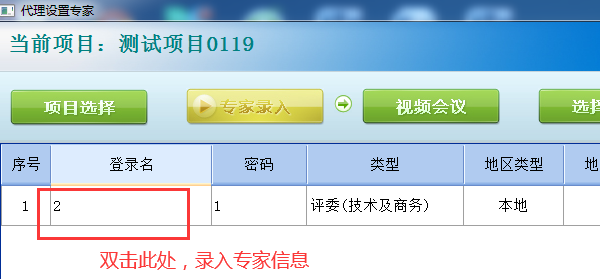 代理设置专家
当前项目：测试项目0119
项目选择 专家录入 视频会议 选择
序号 登录名 密码 类型 地区类型 地
1 2 1 评委(技术及商务) 本地
双击此处，录入专家信息